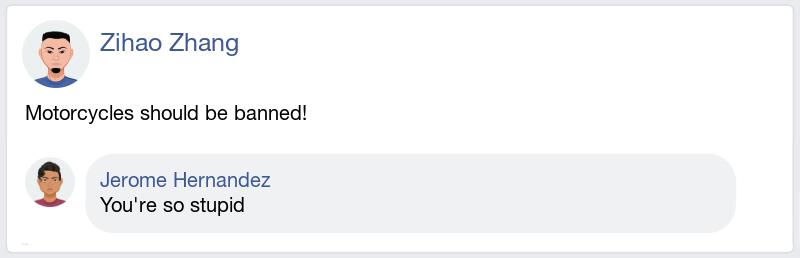 Zihao Zhang
Motorcycles should be banned!
Jerome Hernandez
You're so stupid